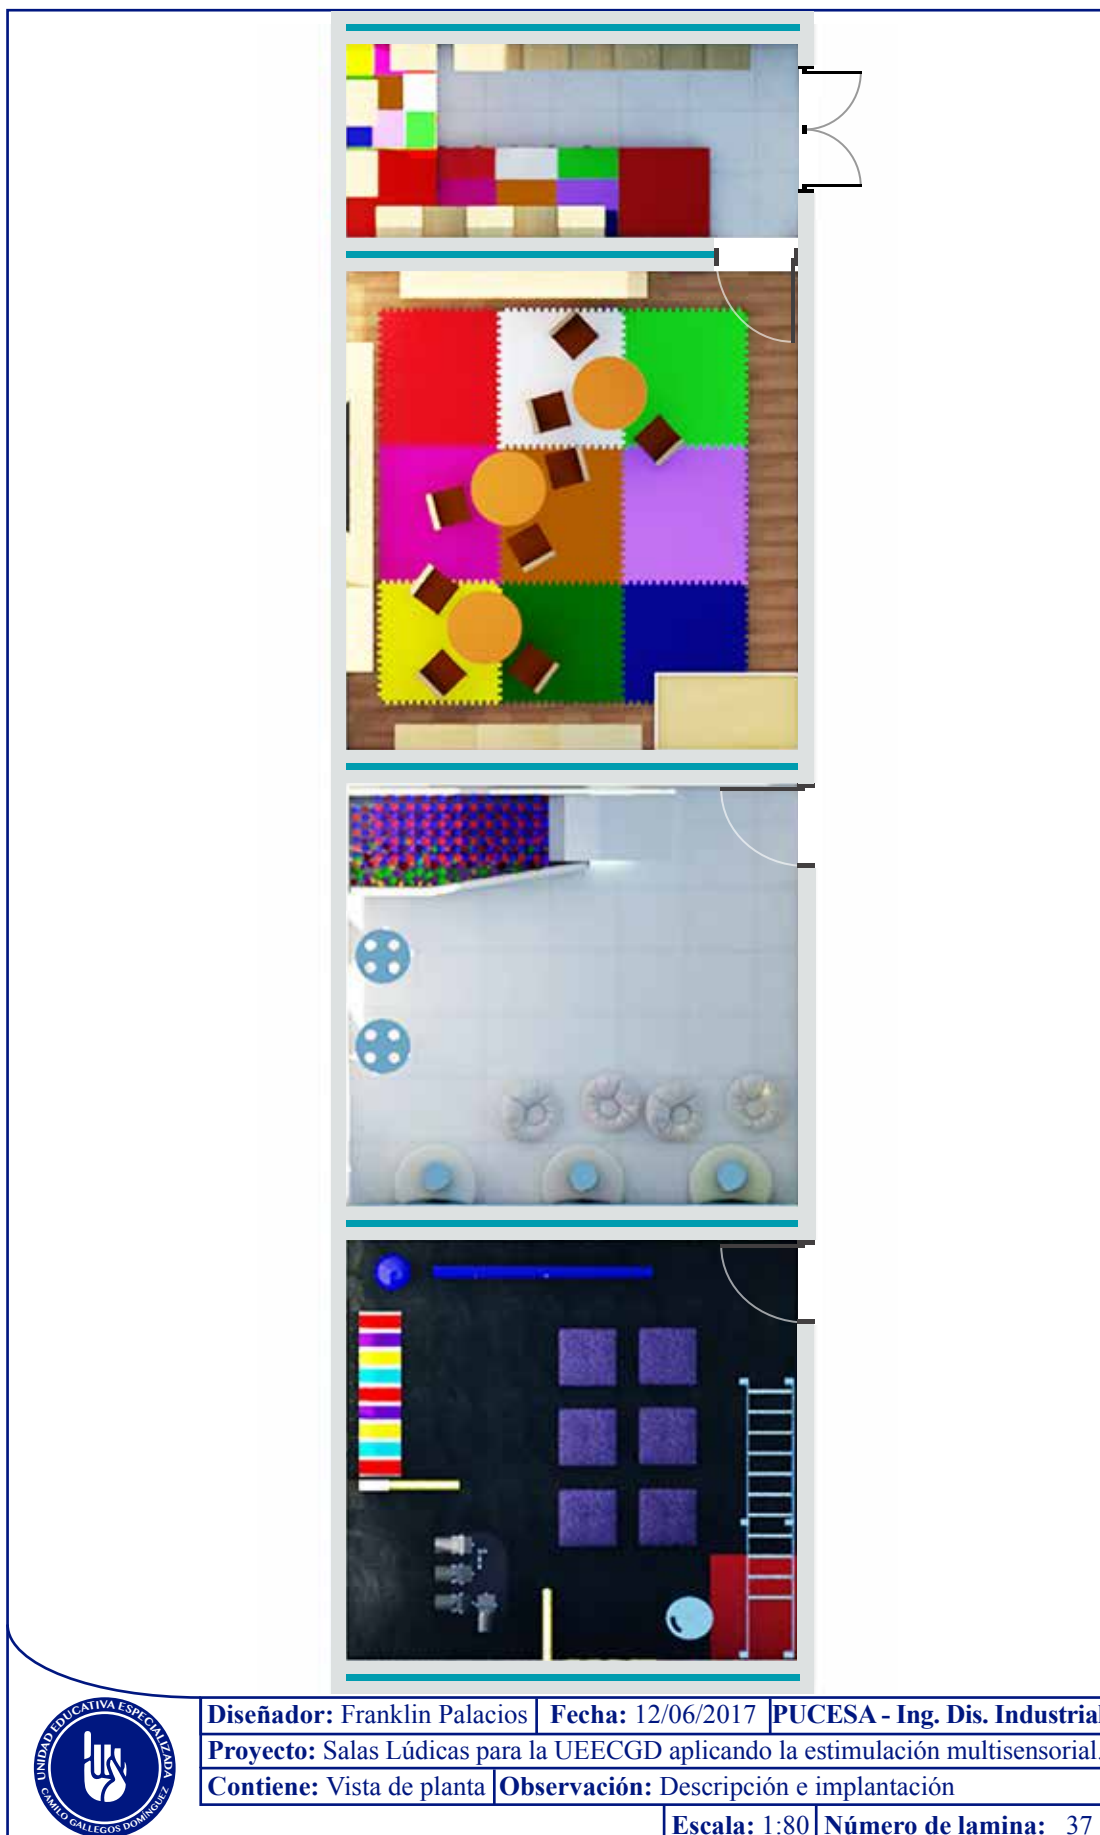 Diseñador: Franklin Palacios Fecha: 12/06/2017 PUCESA - Ing. Dis. Industrial
Proyecto: Salas Lúdicas para la UEECGD aplicando la estimulación multisensorial.
Contiene: Vista de planta Observación: Descripción e implantación
Escala: 1:80 Número de lamina: 37
UNIDAD EDUCATIVA ESPECIALIZADA
CAMILO GALLEGOS DOMÍNGUEZ